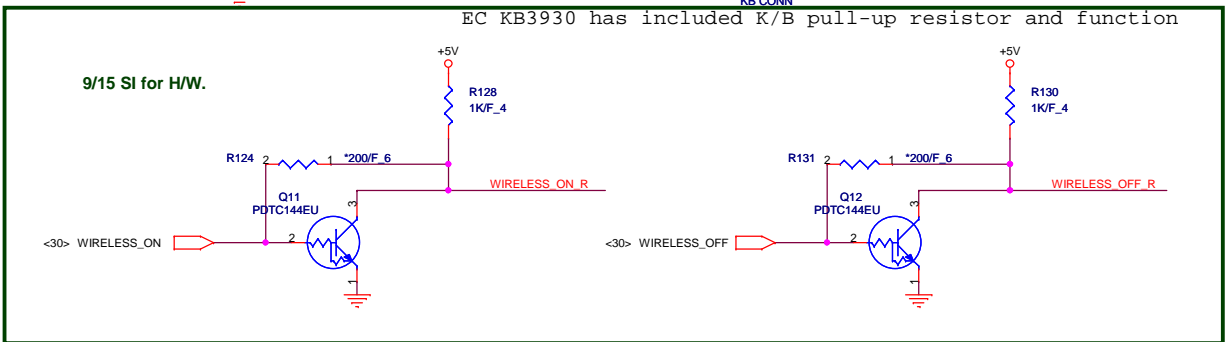 KB CONN
EC KB3930 has included K/B pull-up resistor and function
9/15 SI for H/W.
+5V
R128
1K/F_4
R124 2 1 *200/F_6
WIRELESS_ON_R
Q11
PDTC144EU
3
<30> WIRELESS_ON
2
1
+5V
R130
1K/F_4
R131 2 1 *200/F_6
WIRELESS_OFF_R
Q12
PDTC144EU
3
<30> WIRELESS_OFF
2
1